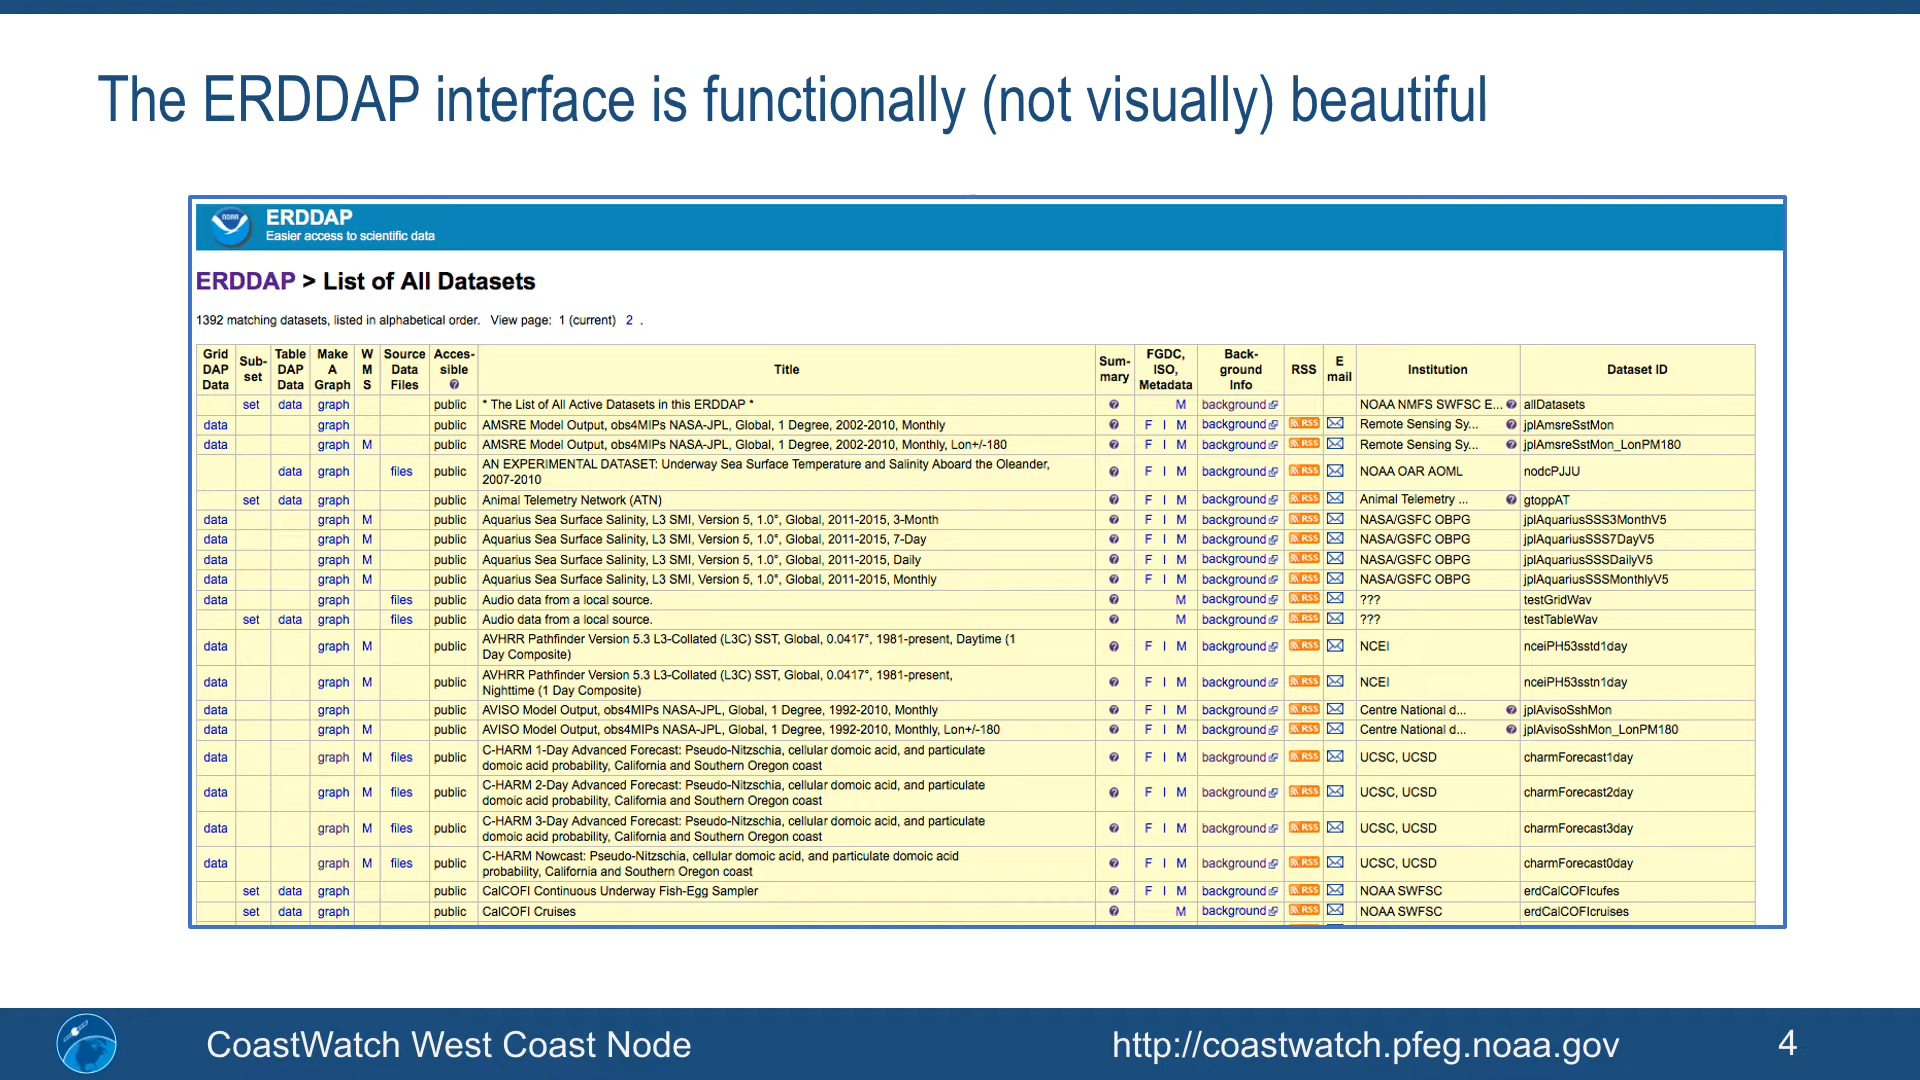 The ERDDAP interface is functionally (not visually) beautiful
NOAA
ERDDAP
Easier access to scientific data
ERDDAP > List of All Datasets
1392 matching datasets, listed in alphabetical order. View page: 1 (current) 2 .
Grid DAP Data Sub-set Table DAP Data Make A Graph W M S Source Data Files Acces-sible Title Sum-mary FGDC, ISO, Metadata Back-ground Info RSS E mail Institution Dataset ID
set data graph public * The List of All Active Datasets in this ERDDAP * M background NOAA NMFS SWFSC E... allDatasets
data graph public AMSRE Model Output, obs4MIPs NASA-JPL, Global, 1 Degree, 2002-2010, Monthly F I M background RSS Remote Sensing Sy... jplAmsreSstMon
data graph M public AMSRE Model Output, obs4MIPs NASA-JPL, Global, 1 Degree, 2002-2010, Monthly, Lon+/-180 F I M background RSS Remote Sensing Sy... jplAmsreSstMon_LonPM180
data graph files public AN EXPERIMENTAL DATASET: Underway Sea Surface Temperature and Salinity Aboard the Oleander,
2007-2010 F I M background RSS NOAA OAR AOML nodcPJJU
set data graph public Animal Telemetry Network (ATN) F I M background RSS Animal Telemetry ... gtoppAT
data graph M public Aquarius Sea Surface Salinity, L3 SMI, Version 5, 1.0°, Global, 2011-2015, 3-Month F I M background RSS NASA/GSFC OBPG jplAquariusSSS3MonthV5
data graph M public Aquarius Sea Surface Salinity, L3 SMI, Version 5, 1.0°, Global, 2011-2015, 7-Day F I M background RSS NASA/GSFC OBPG jplAquariusSSS7DayV5
data graph M public Aquarius Sea Surface Salinity, L3 SMI, Version 5, 1.0°, Global, 2011-2015, Daily F I M background RSS NASA/GSFC OBPG jplAquariusSSSDailyV5
data graph M public Aquarius Sea Surface Salinity, L3 SMI, Version 5, 1.0°, Global, 2011-2015, Monthly F I M background RSS NASA/GSFC OBPG jplAquariusSSSMonthlyV5
data graph files public Audio data from a local source. M background RSS ??? testGridWav
set data graph files public Audio data from a local source. M background RSS ??? testTableWav
data graph M public AVHRR Pathfinder Version 5.3 L3-Collated (L3C) SST, Global, 0.0417°, 1981-present, Daytime (1
Day Composite) F I M background RSS NCEI nceiPH53sstd1day
data graph M public AVHRR Pathfinder Version 5.3 L3-Collated (L3C) SST, Global, 0.0417°, 1981-present,
Nighttime (1 Day Composite) F I M background RSS NCEI nceiPH53sstn1day
data graph public AVISO Model Output, obs4MIPs NASA-JPL, Global, 1 Degree, 1992-2010, Monthly F I M background RSS Centre National d... jplAvisoSshMon
data graph M public AVISO Model Output, obs4MIPs NASA-JPL, Global, 1 Degree, 1992-2010, Monthly, Lon+/-180 F I M background RSS Centre National d... jplAvisoSshMon_LonPM180
data graph M files public C-HARM 1-Day Advanced Forecast: Pseudo-Nitzschia, cellular domoic acid, and particulate
domoic acid probability, California and Southern Oregon coast F I M background RSS UCSC, UCSD charmForecast1day
data graph M files public C-HARM 2-Day Advanced Forecast: Pseudo-Nitzschia, cellular domoic acid, and particulate
domoic acid probability, California and Southern Oregon coast F I M background RSS UCSC, UCSD charmForecast2day
data graph M files public C-HARM 3-Day Advanced Forecast: Pseudo-Nitzschia, cellular domoic acid, and particulate
domoic acid probability, California and Southern Oregon coast F I M background RSS UCSC, UCSD charmForecast3day
data graph M files public C-HARM Nowcast: Pseudo-Nitzschia, cellular domoic acid, and particulate domoic acid
probability, California and Southern Oregon coast F I M background RSS UCSC, UCSD charmForecast0day
set data graph public CalCOFI Continuous Underway Fish-Egg Sampler F I M background RSS NOAA SWFSC erdCalCOFIcufes
set data graph public CalCOFI Cruises M background RSS NOAA SWFSC erdCalCOFIcruises
CoastWatch West Coast Node
http://coastwatch.pfeg.noaa.gov
4